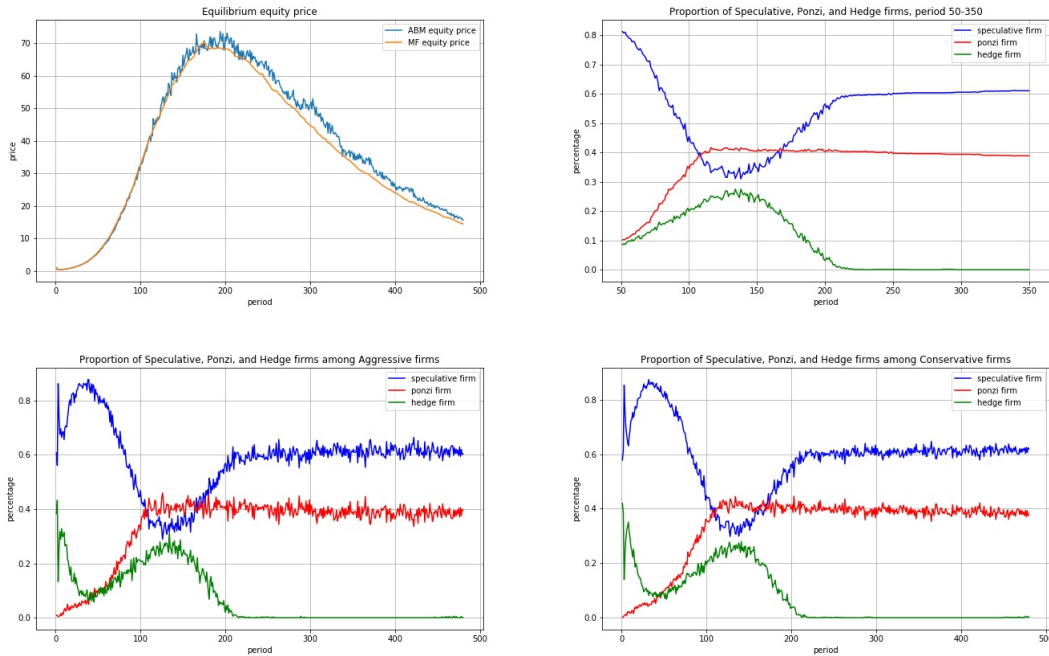 Equilibrium equity price
ABM equity price
MF equity price
price
70
60
50
40
30
20
10
0
0 100 200 300 400 500
period
Proportion of Speculative, Ponzi, and Hedge firms, period 50-350
speculative firm
ponzi firm
hedge firm
percentage
0.8
0.7
0.6
0.5
0.4
0.3
0.2
0.1
0.0
50 100 150 200 250 300 350
period
Proportion of Speculative, Ponzi, and Hedge firms among Aggressive firms
speculative firm
ponzi firm
hedge firm
percentage
0.8
0.6
0.4
0.2
0.0
0 100 200 300 400 500
period
Proportion of Speculative, Ponzi, and Hedge firms among Conservative firms
speculative firm
ponzi firm
hedge firm
percentage
0.8
0.6
0.4
0.2
0.0
0 100 200 300 400
period